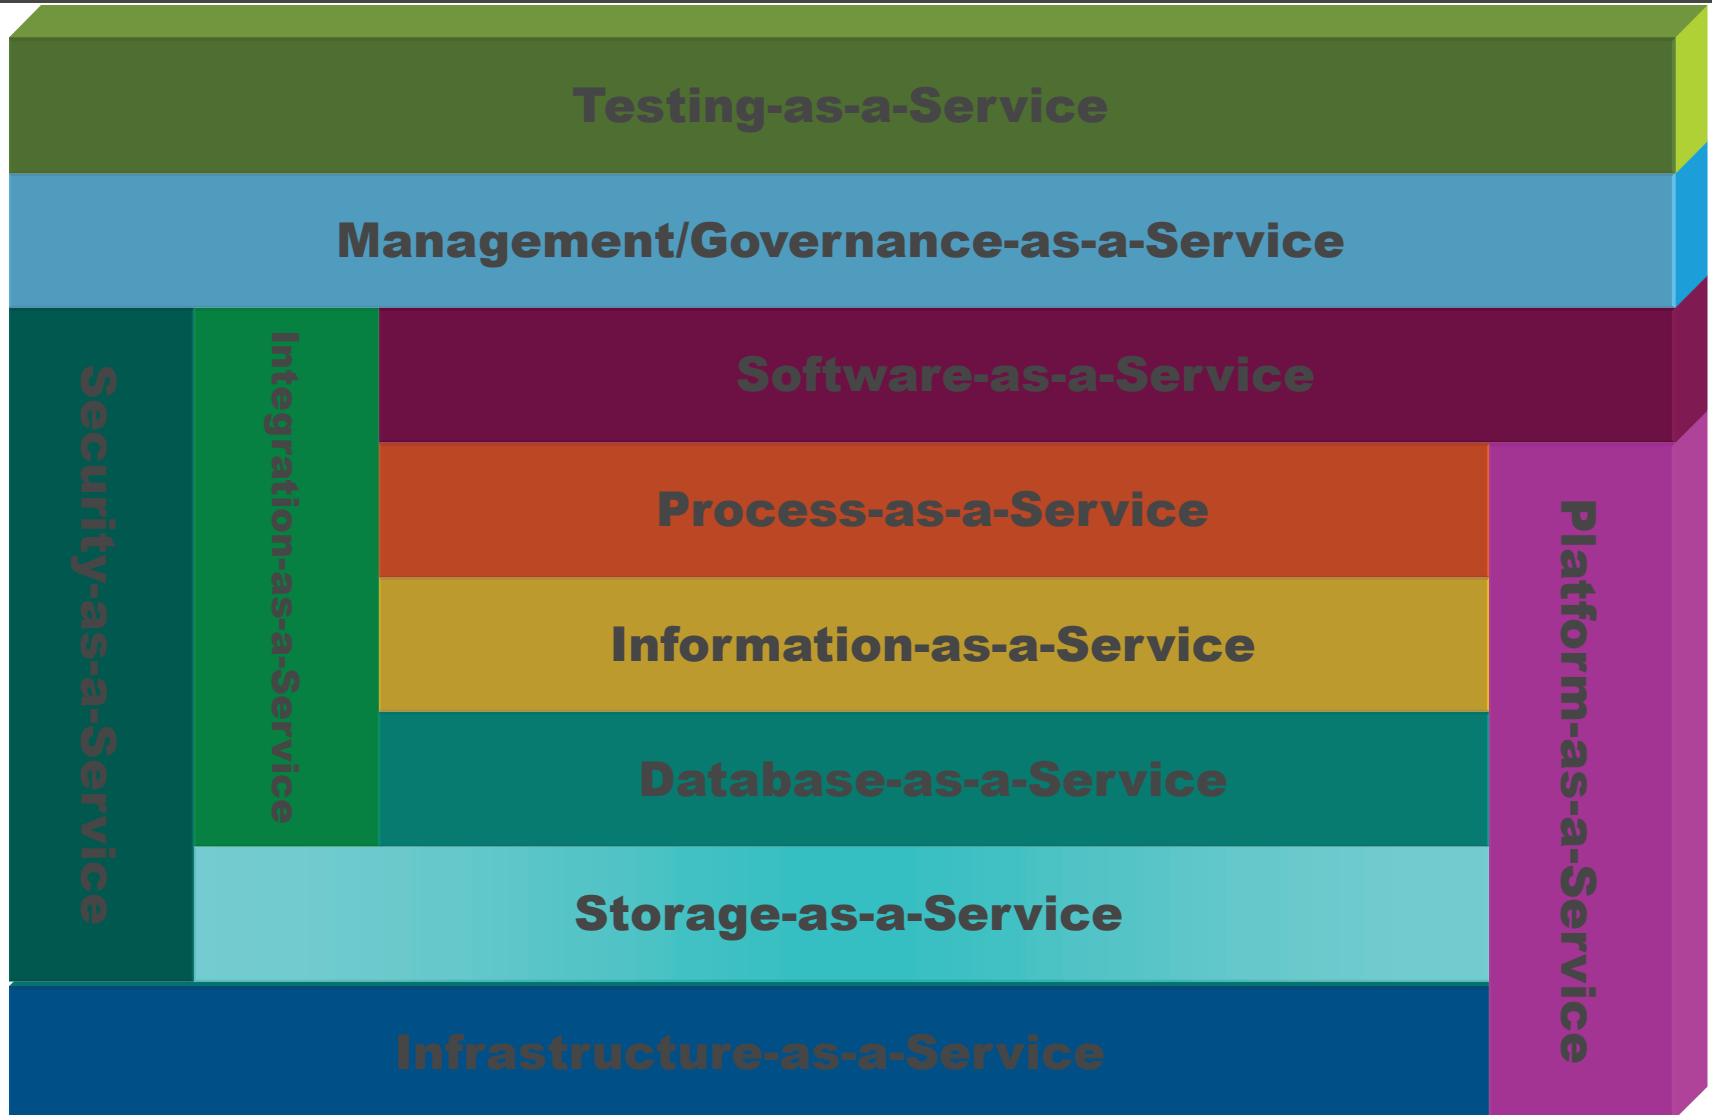 Testing-as-a-Service
Management/Governance-as-a-Service
Security-as-a-Service
Integration-as-a-Service
Software-as-a-Service
Process-as-a-Service
Information-as-a-Service
Database-as-a-Service
Platform-as-a-Service
Storage-as-a-Service
Infrastructure-as-a-Service